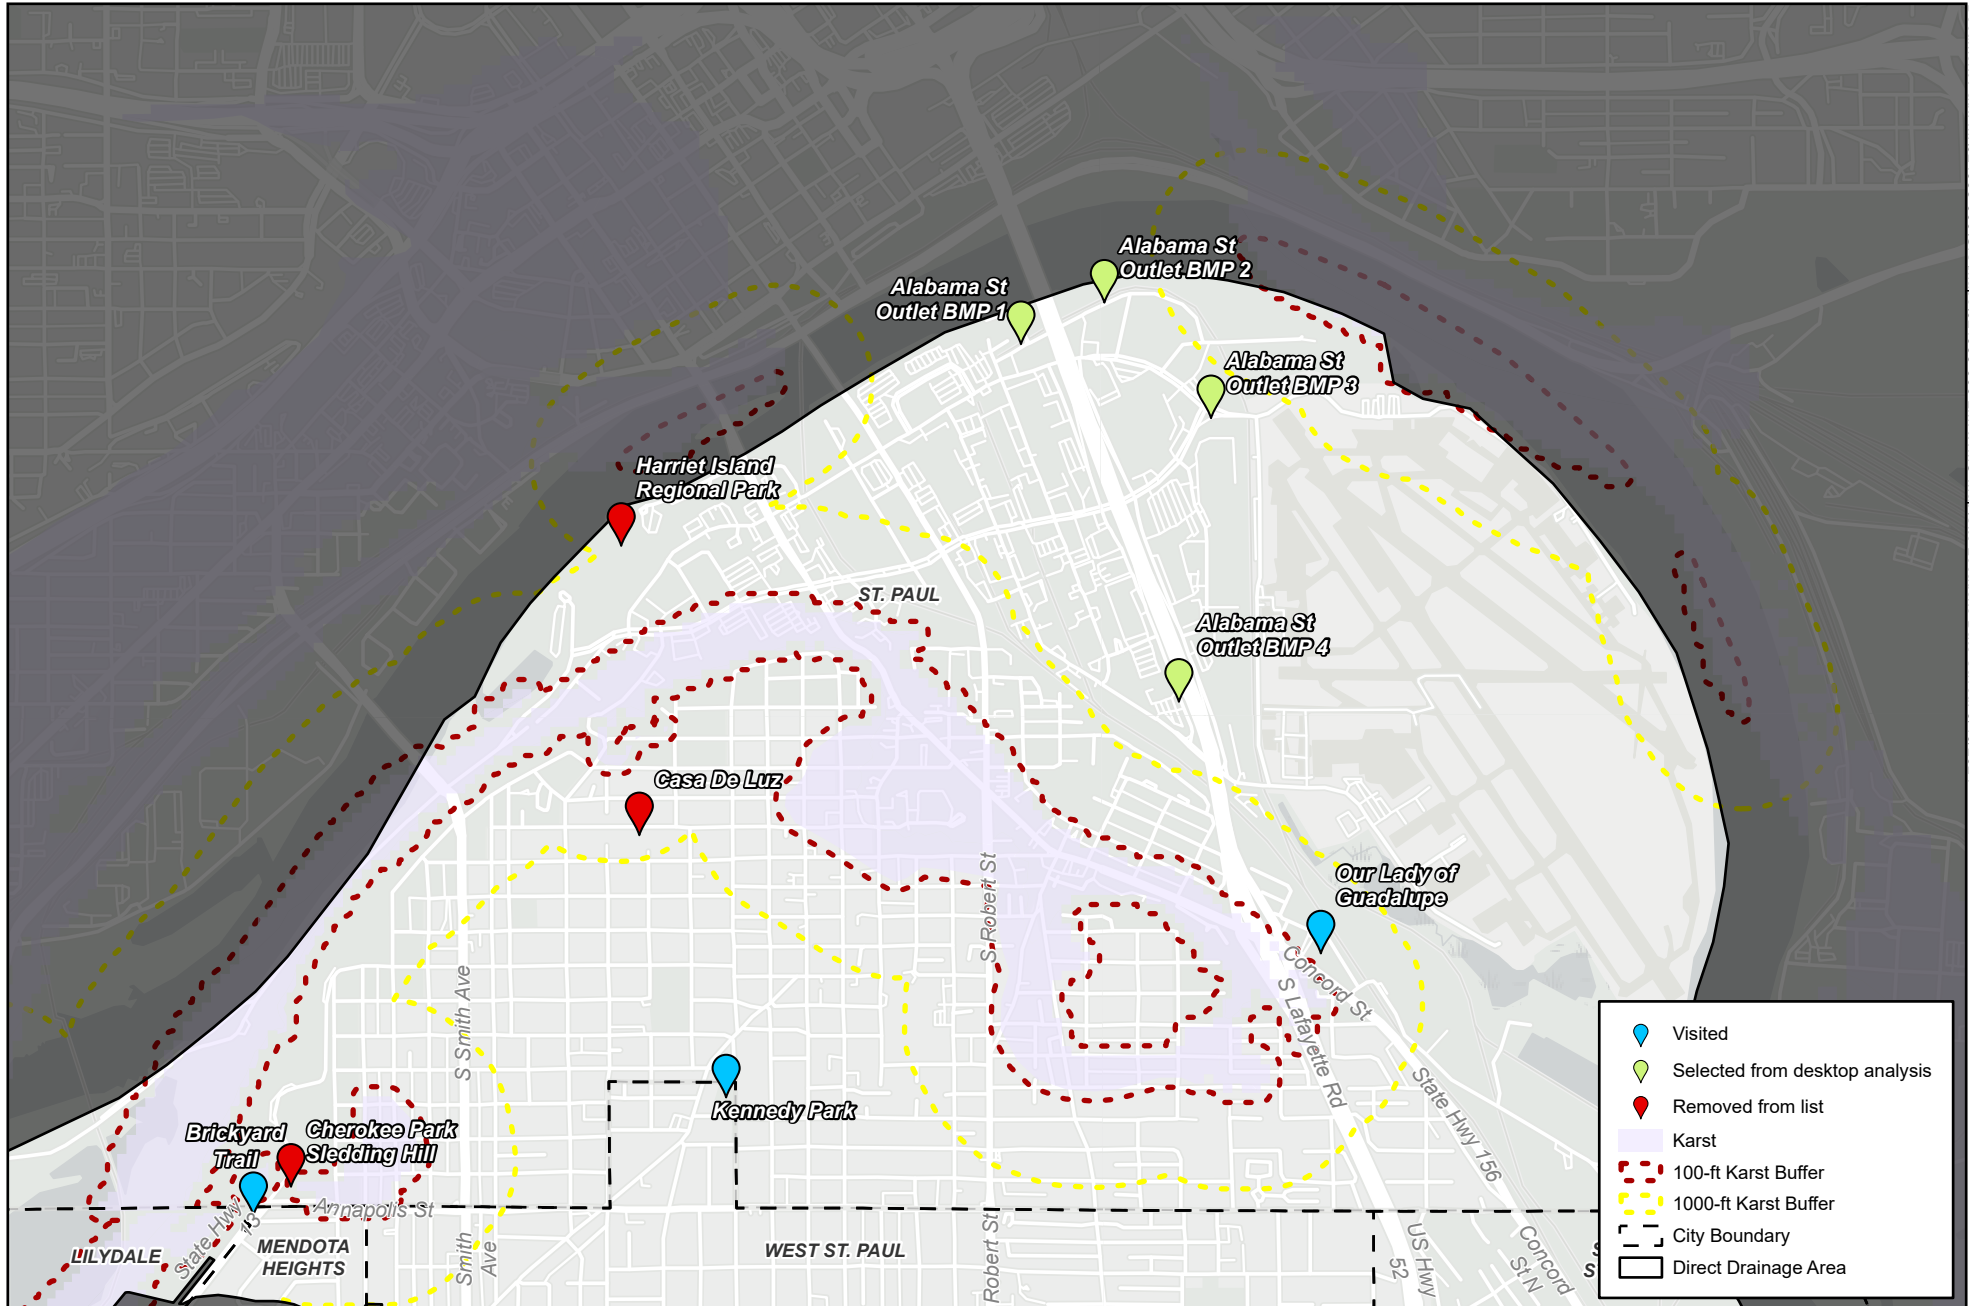 Alabama St
Outlet BMP 2
Alabama St
Outlet BMP 1
Alabama St
Outlet BMP 3
Harriet Island
Regional Park
ST. PAUL
Alabama St
Outlet BMP 4
Casa De Luz
S Robert St
Our Lady of
Guadalupe
S Smith Ave
Concord St
S Lafayette Rd
Kennedy Park
State Hwy 156
Brickyard
Trail
Cherokee Park
Sledding Hill
Annapolis St
State Hwy
13
LILYDALE
MENDOTA
HEIGHTS
Smith
Ave
WEST ST. PAUL
Robert St
US Hwy
52
Concord
St N
S
S
Visited
Selected from desktop analysis
Removed from list
Karst
100-ft Karst Buffer
1000-ft Karst Buffer
City Boundary
Direct Drainage Area